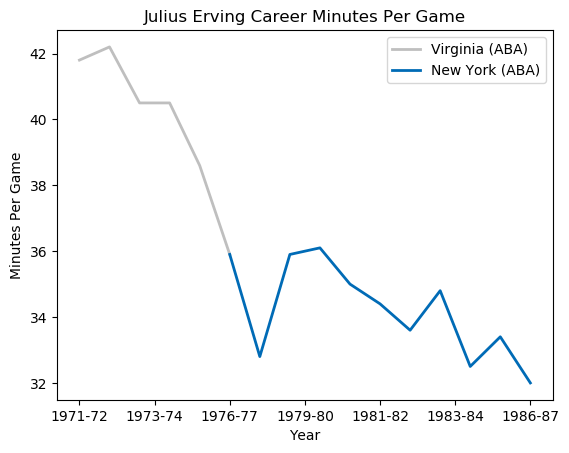 Julius Erving Career Minutes Per Game
Virginia (ABA)
New York (ABA)
42
40
38
36
34
32
Minutes Per Game
1971-72 1973-74 1976-77 1979-80 1981-82 1983-84 1986-87
Year